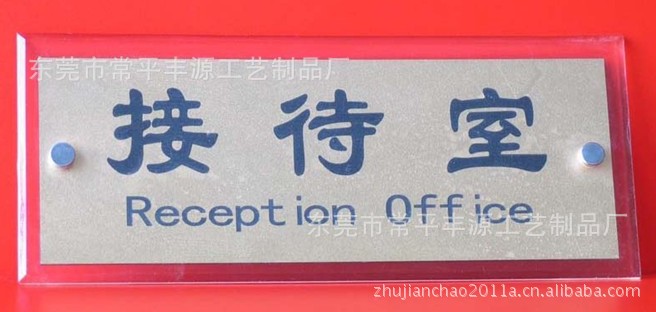 东莞市常平丰源工艺制品厂
接待室
Reception Office
东莞市常平丰源工艺制品厂
zhujianchao2011a.cn.alibaba.com